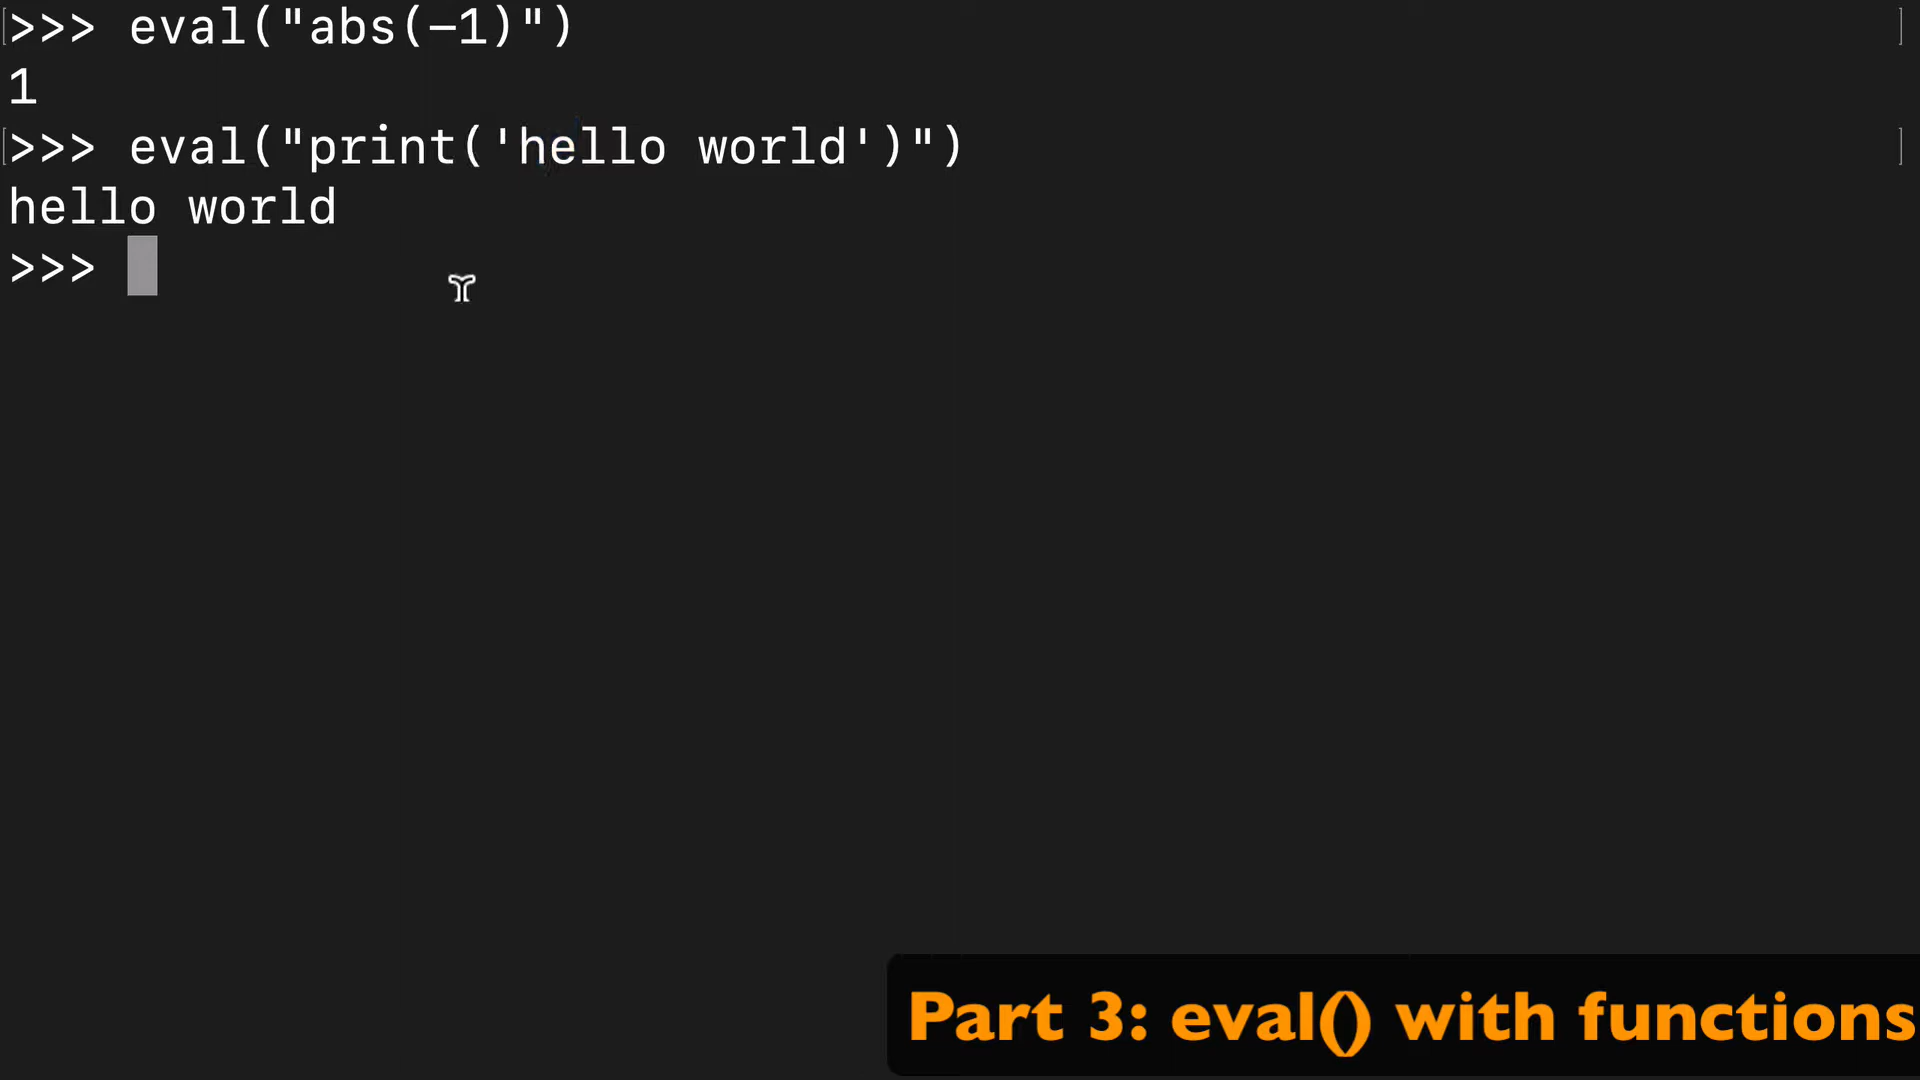 >>> eval("abs(-1)")
1
>>> eval("print('hello world')")
hello world
>>>
Part 3: eval() with functions